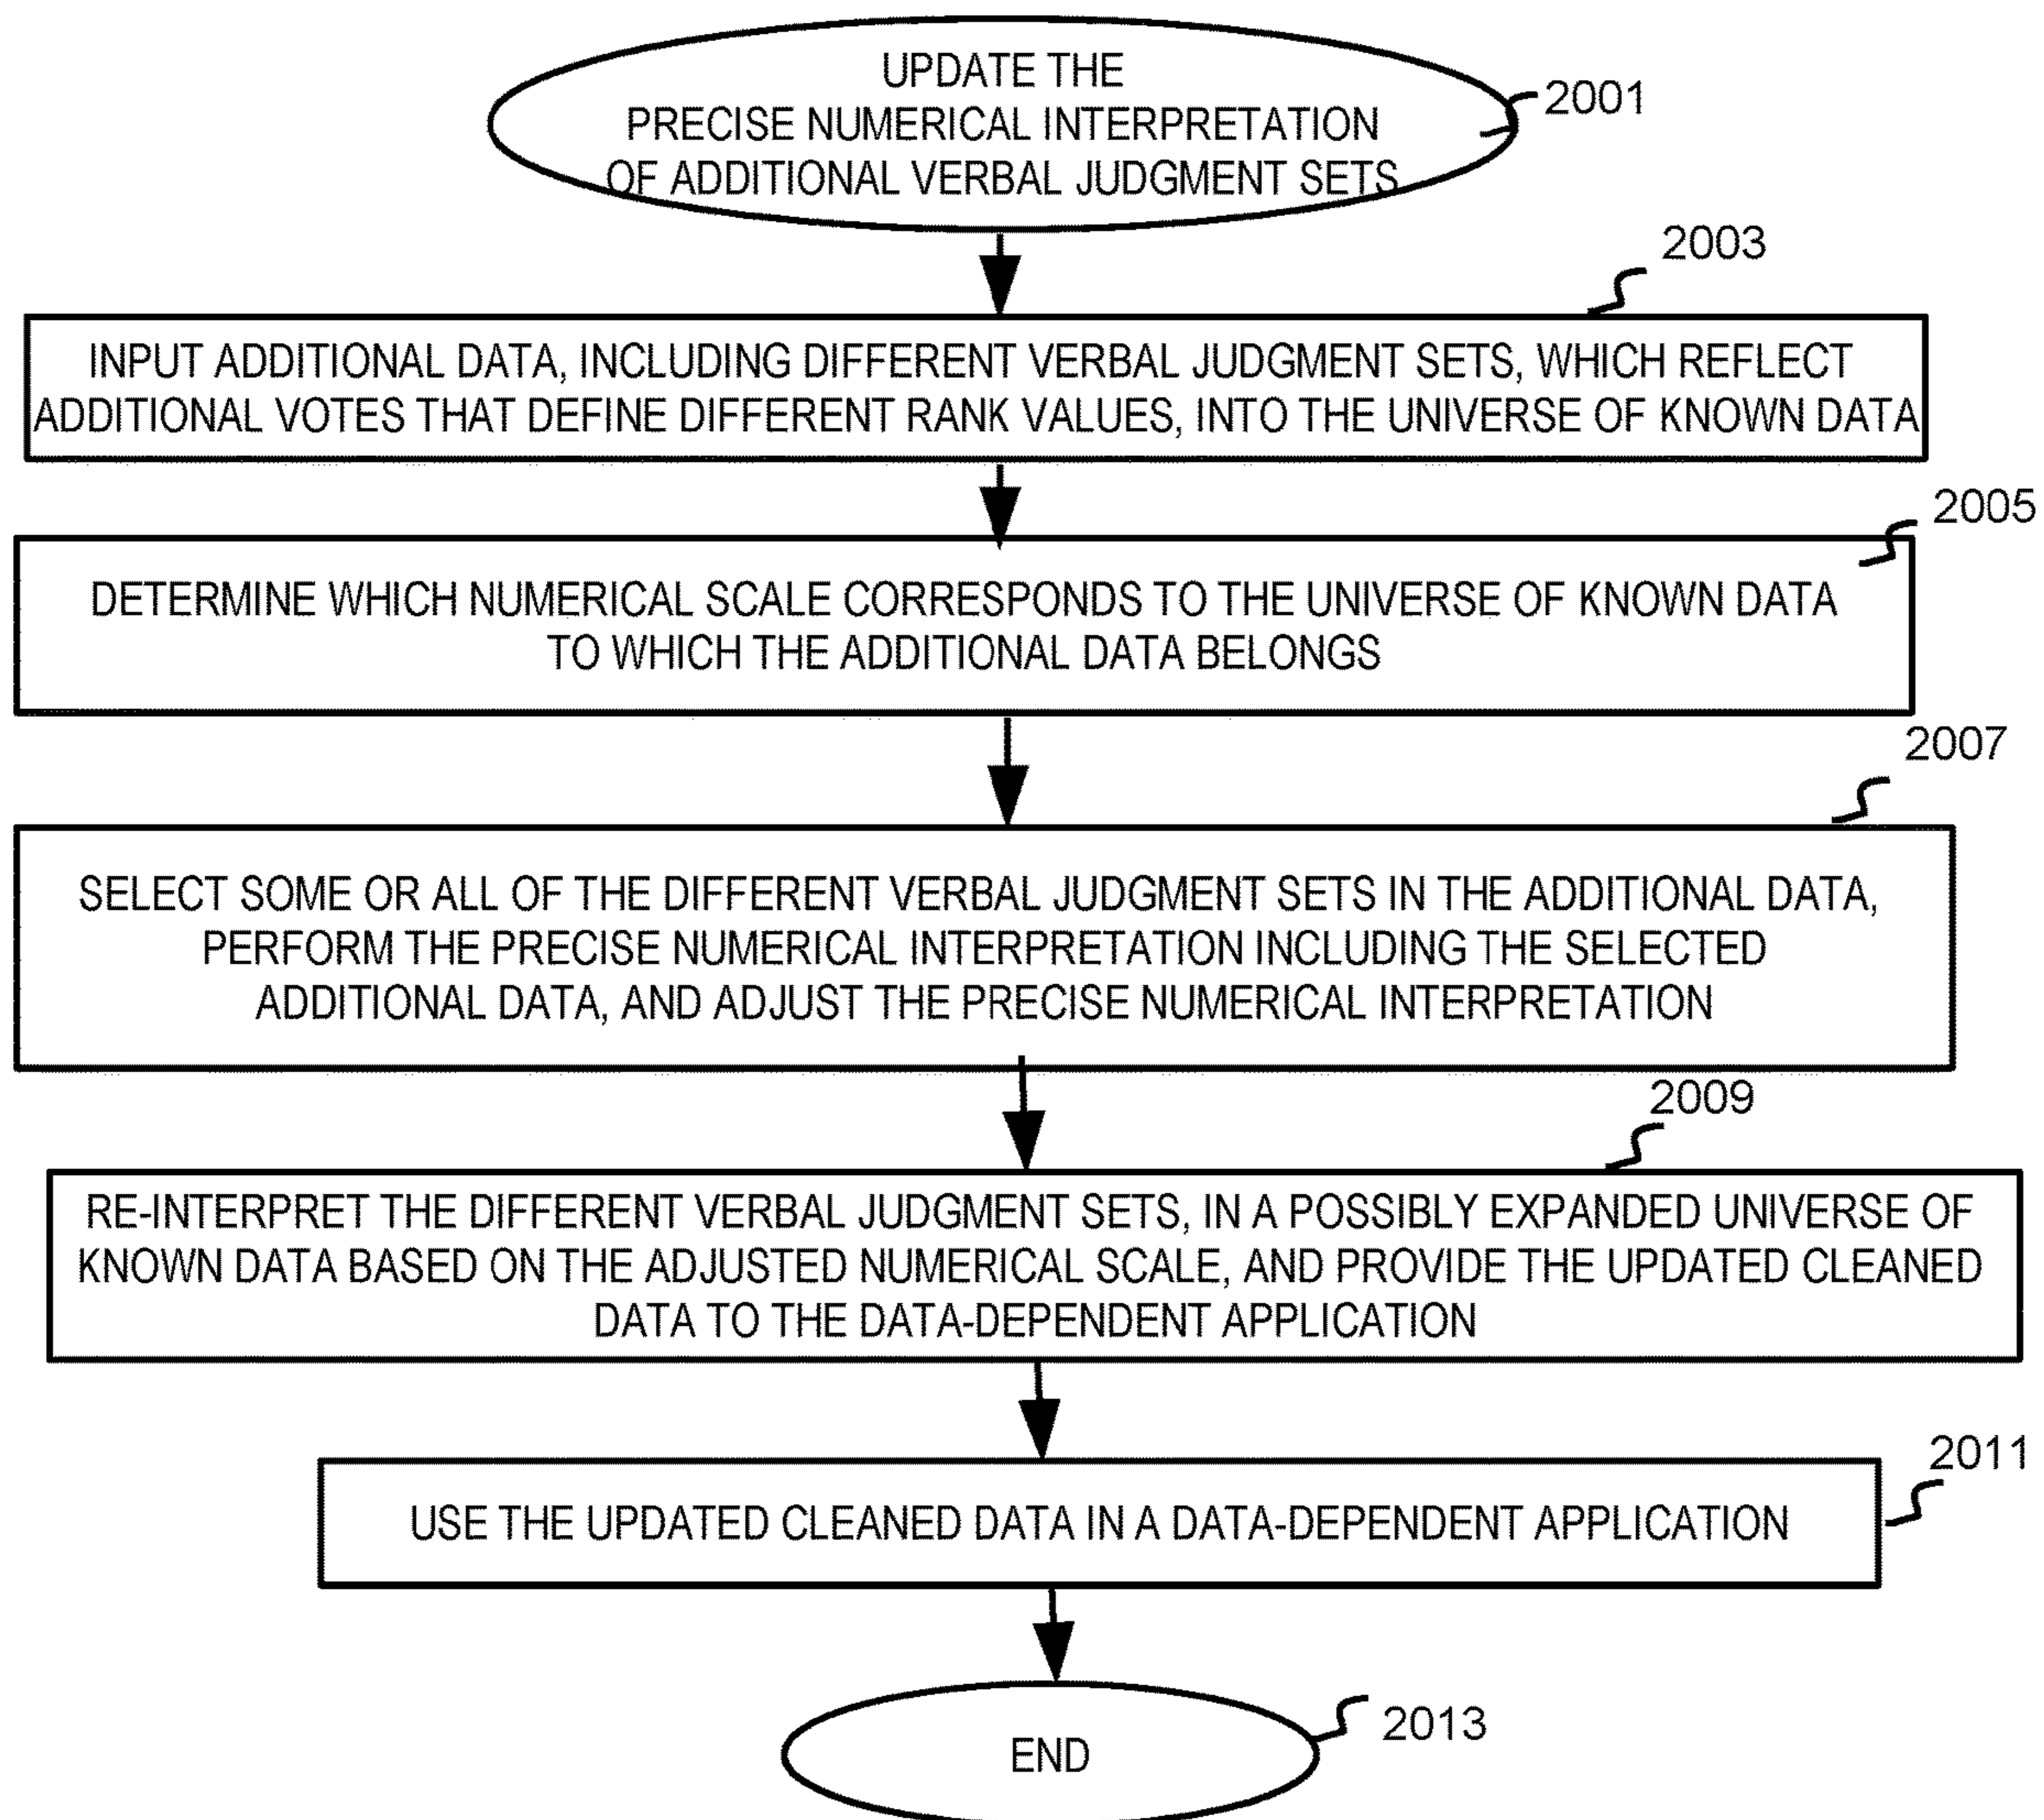 UPDATE THE
PRECISE NUMERICAL INTERPRETATION
OF ADDITIONAL VERBAL JUDGMENT SETS
2001
2003
INPUT ADDITIONAL DATA, INCLUDING DIFFERENT VERBAL JUDGMENT SETS, WHICH REFLECT
ADDITIONAL VOTES THAT DEFINE DIFFERENT RANK VALUES, INTO THE UNIVERSE OF KNOWN DATA
2005
DETERMINE WHICH NUMERICAL SCALE CORRESPONDS TO THE UNIVERSE OF KNOWN DATA
TO WHICH THE ADDITIONAL DATA BELONGS
2007
SELECT SOME OR ALL OF THE DIFFERENT VERBAL JUDGMENT SETS IN THE ADDITIONAL DATA,
PERFORM THE PRECISE NUMERICAL INTERPRETATION INCLUDING THE SELECTED
ADDITIONAL DATA, AND ADJUST THE PRECISE NUMERICAL INTERPRETATION
2009
RE-INTERPRET THE DIFFERENT VERBAL JUDGMENT SETS, IN A POSSIBLY EXPANDED UNIVERSE OF
KNOWN DATA BASED ON THE ADJUSTED NUMERICAL SCALE, AND PROVIDE THE UPDATED CLEANED
DATA TO THE DATA-DEPENDENT APPLICATION
2011
USE THE UPDATED CLEANED DATA IN A DATA-DEPENDENT APPLICATION
2013
END